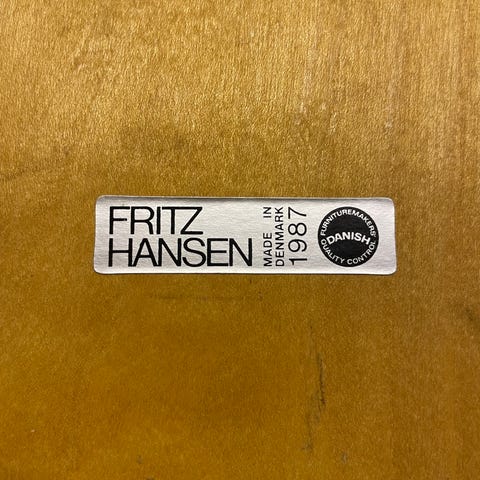 FRITZ
HANSEN
MADE IN
DENMARK
1987
FURNITUREMAKERS'
DANISH
QUALITY CONTROL